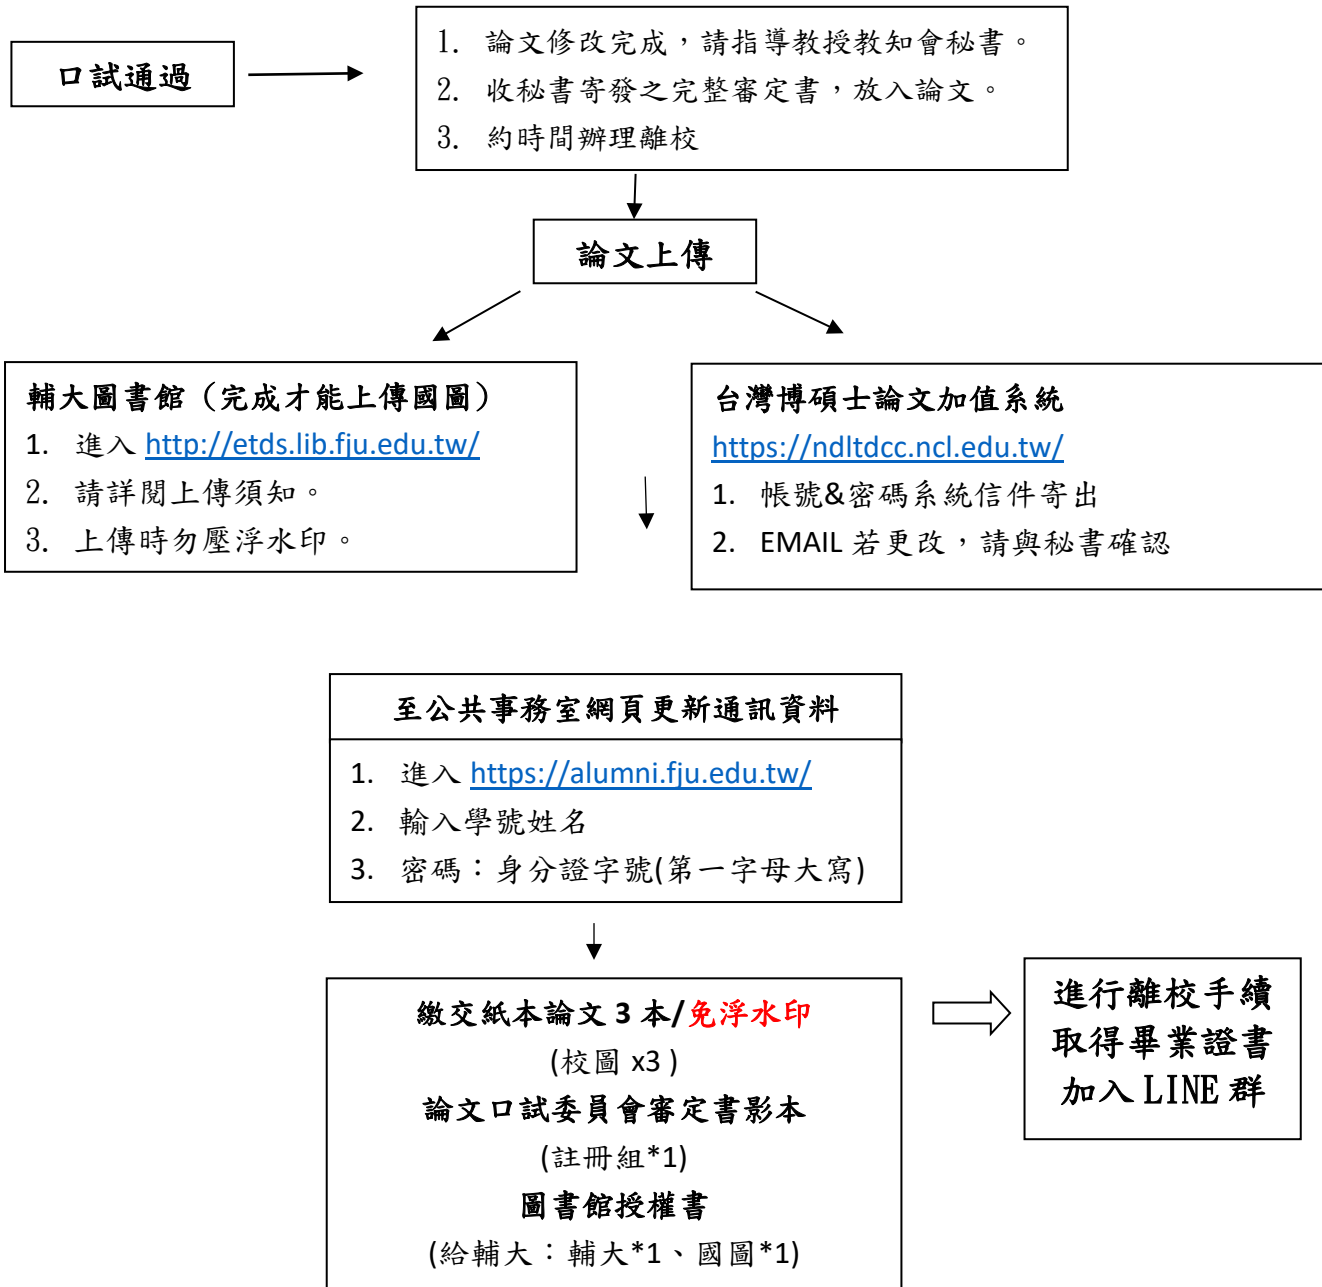 口試通過
1. 論文修改完成，請指導教授教知會秘書。
2. 收秘書寄發之完整審定書，放入論文。
3. 約時間辦理離校
論文上傳
輔大圖書館（完成才能上傳國圖）
1. 進入 http://etds.lib.fju.edu.tw/
2. 請詳閱上傳須知。
3. 上傳時勿壓浮水印。
台灣博碩士論文加值系統
https://ndltdcc.ncl.edu.tw/
1. 帳號&密碼系統信件寄出
2. EMAIL 若更改，請與秘書確認
至公共事務室網頁更新通訊資料
1. 進入 https://alumni.fju.edu.tw/
2. 輸入學號姓名
3. 密碼：身分證字號(第一字母大寫)
繳交紙本論文 3 本/免浮水印
(校圖 x3 )
論文口試委員會審定書影本
(註冊組*1)
圖書館授權書
(給輔大：輔大*1、國圖*1)
進行離校手續
取得畢業證書
加入 LINE 群